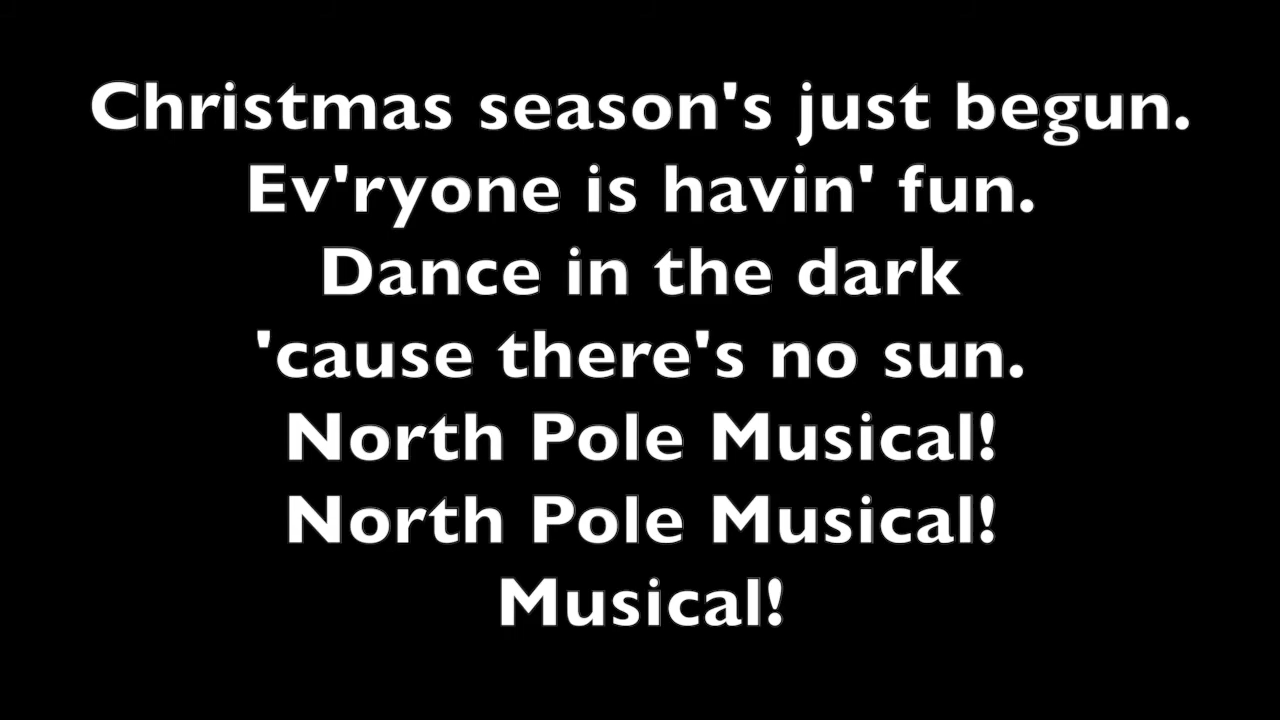 Christmas season's just begun.
Ev'ryone is havin' fun.
Dance in the dark
'cause there's no sun.
North Pole Musical!
North Pole Musical!
Musical!